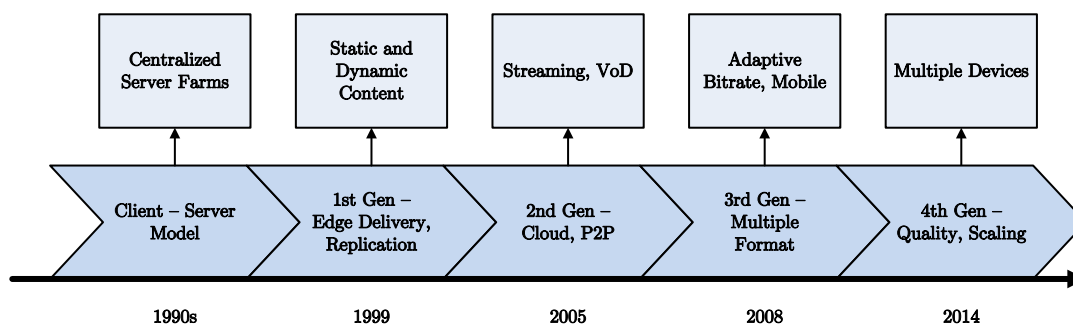 Centralized
Server Farms
Static and
Dynamic
Content
Streaming, VoD
Adaptive
Bitrate, Mobile
Multiple Devices
Client – Server
Model
1st Gen –
Edge Delivery,
Replication
2nd Gen –
Cloud, P2P
3rd Gen –
Multiple
Format
4th Gen –
Quality, Scaling
1990s
1999
2005
2008
2014